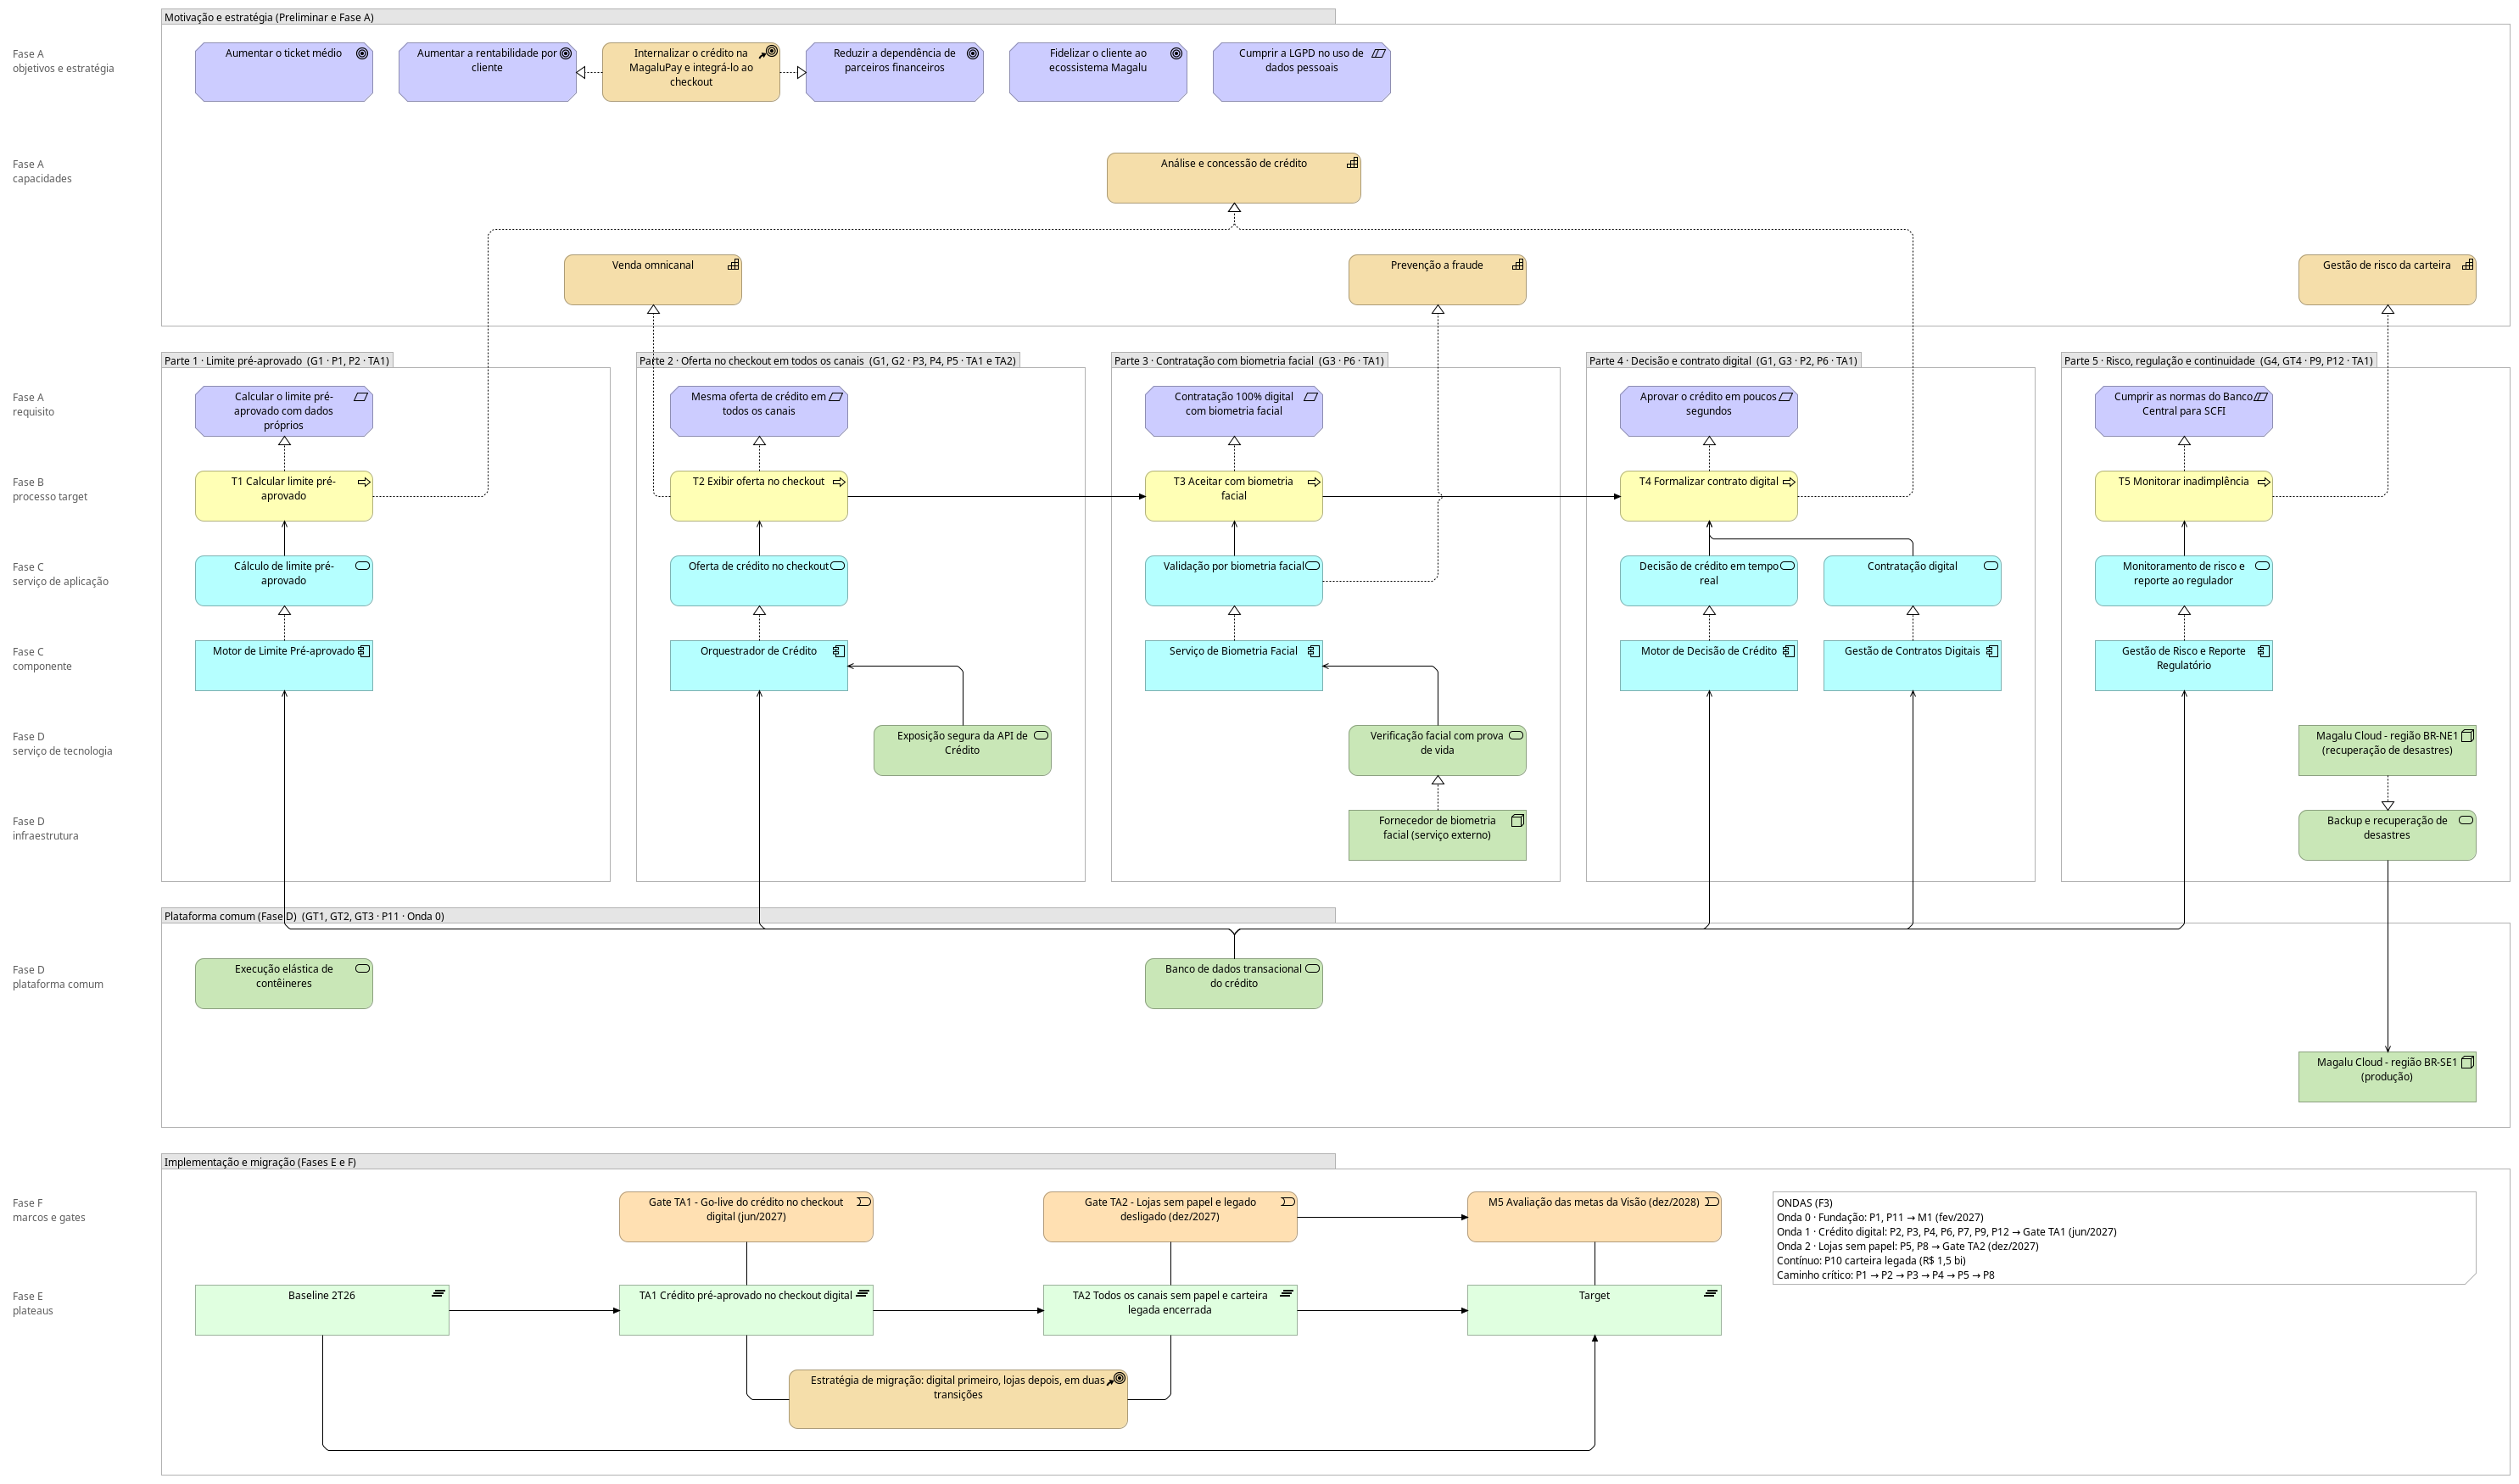 Motivação e estratégia (Preliminar e Fase A)
Fase A
objetivos e estratégia
Aumentar o ticket médio
Aumentar a rentabilidade por
cliente
Internalizar o crédito na
MagaluPay e integrá-lo ao
checkout
Reduzir a dependência de
parceiros financeiros
Fidelizar o cliente ao
ecossistema Magalu
Cumprir a LGPD no uso de
dados pessoais
Fase A
capacidades
Análise e concessão de crédito
Venda omnicanal
Prevenção a fraude
Gestão de risco da carteira
Parte 1 · Limite pré-aprovado (G1 · P1, P2 · TA1)
Parte 2 · Oferta no checkout em todos os canais (G1, G2 · P3, P4, P5 · TA1 e TA2)
Parte 3 · Contratação com biometria facial (G3 · P6 · TA1)
Parte 4 · Decisão e contrato digital (G1, G3 · P2, P6 · TA1)
Parte 5 · Risco, regulação e continuidade (G4, GT4 · P9, P12 · TA1)
Fase A
requisito
Calcular o limite pré-
aprovado com dados
próprios
Mesma oferta de crédito em
todos os canais
Contratação 100% digital
com biometria facial
Aprovar o crédito em poucos
segundos
Cumprir as normas do Banco
Central para SCFI
Fase B
processo target
T1 Calcular limite pré-
aprovado
T2 Exibir oferta no checkout
T3 Aceitar com biometria
facial
T4 Formalizar contrato digital
T5 Monitorar inadimplência
Fase C
serviço de aplicação
Cálculo de limite pré-
aprovado
Oferta de crédito no checkout
Validação por biometria facial
Decisão de crédito em tempo
real
Contratação digital
Monitoramento de risco e
reporte ao regulador
Fase C
componente
Motor de Limite Pré-aprovado
Orquestrador de Crédito
Serviço de Biometria Facial
Motor de Decisão de Crédito
Gestão de Contratos Digitais
Gestão de Risco e Reporte
Regulatório
Fase D
serviço de tecnologia
Exposição segura da API de
Crédito
Verificação facial com prova
de vida
Magalu Cloud - região BR-NE1
(recuperação de desastres)
Fase D
infraestrutura
Fornecedor de biometria
facial (serviço externo)
Backup e recuperação de
desastres
Plataforma comum (Fase D) (GT1, GT2, GT3 · P11 · Onda 0)
Fase D
plataforma comum
Execução elástica de
contêineres
Banco de dados transacional
do crédito
Magalu Cloud - região BR-SE1
(produção)
Implementação e migração (Fases E e F)
Fase F
marcos e gates
Gate TA1 - Go-live do crédito no checkout
digital (jun/2027)
Gate TA2 - Lojas sem papel e legado
desligado (dez/2027)
M5 Avaliação das metas da Visão (dez/2028)
ONDAS (F3)
Onda 0 · Fundação: P1, P11 → M1 (fev/2027)
Onda 1 · Crédito digital: P2, P3, P4, P6, P7, P9, P12 → Gate TA1 (jun/2027)
Onda 2 · Lojas sem papel: P5, P8 → Gate TA2 (dez/2027)
Contínuo: P10 carteira legada (R$ 1,5 bi)
Caminho crítico: P1 → P2 → P3 → P4 → P5 → P8
Fase E
plateaus
Baseline 2T26
TA1 Crédito pré-aprovado no checkout digital
TA2 Todos os canais sem papel e carteira
legada encerrada
Target
Estratégia de migração: digital primeiro, lojas depois, em duas
transições